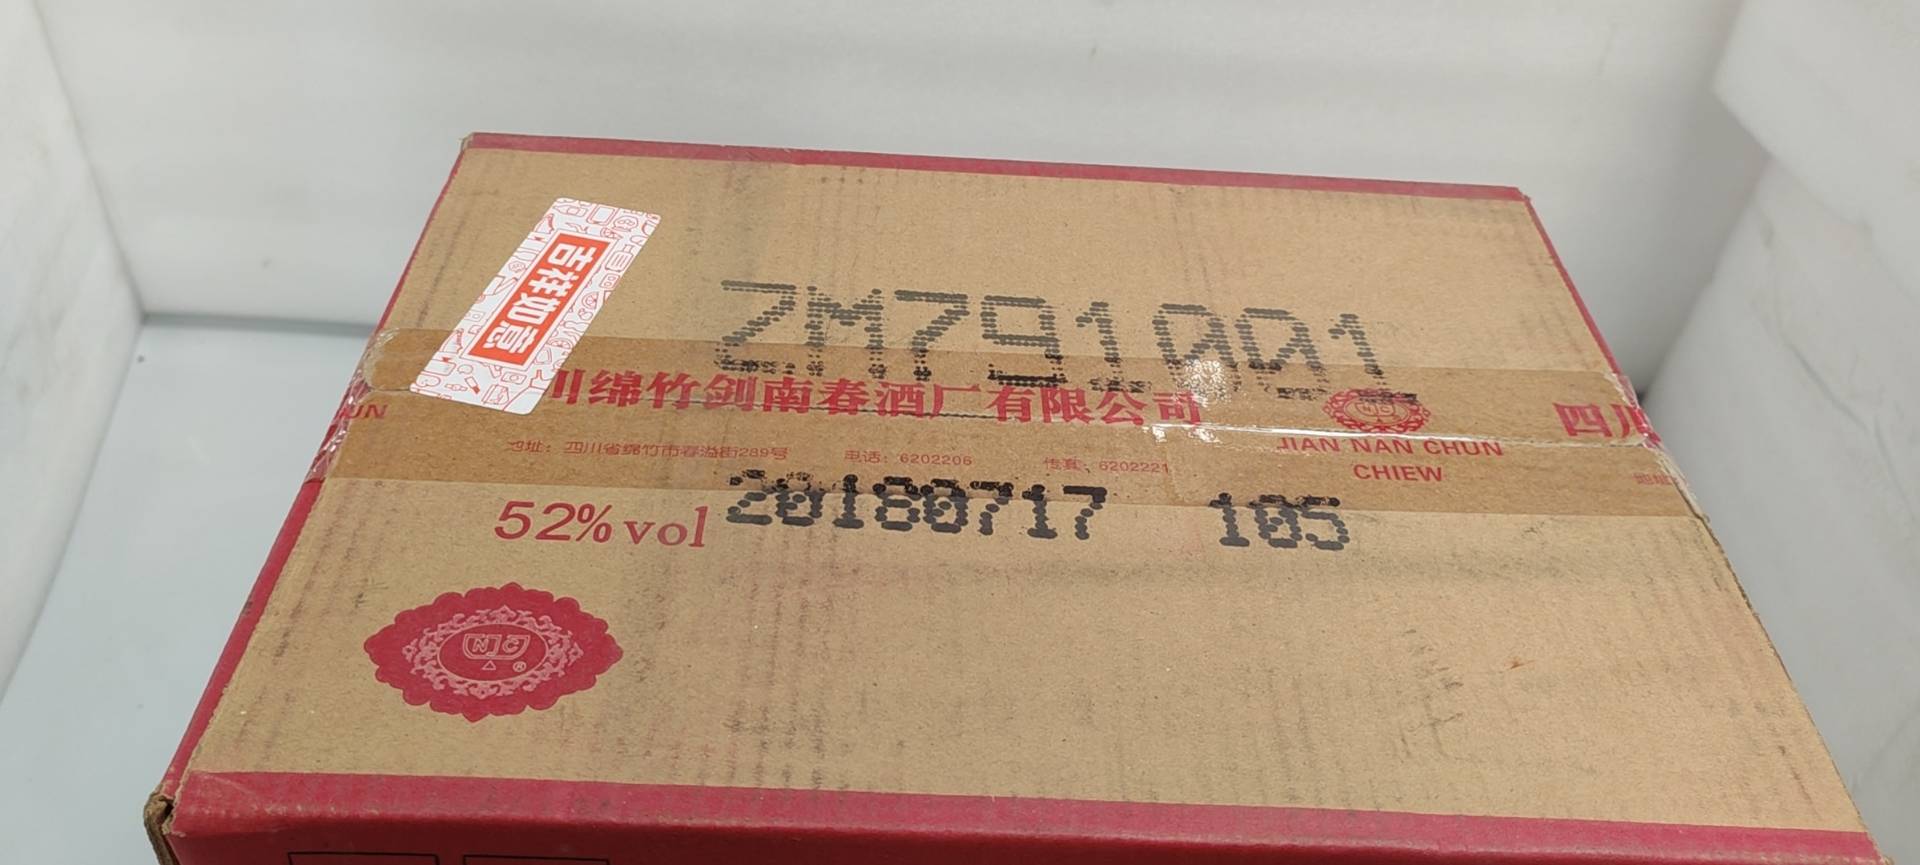 吉祥如意
ZM791001
UN
川绵竹剑南春酒厂有限公司
四川
地址：四川省绵竹市春溢街289号
电话：6202206
传真：6202221
JIAN NAN CHUN
CHIEW
52% vol
20180717 105
NJC
®